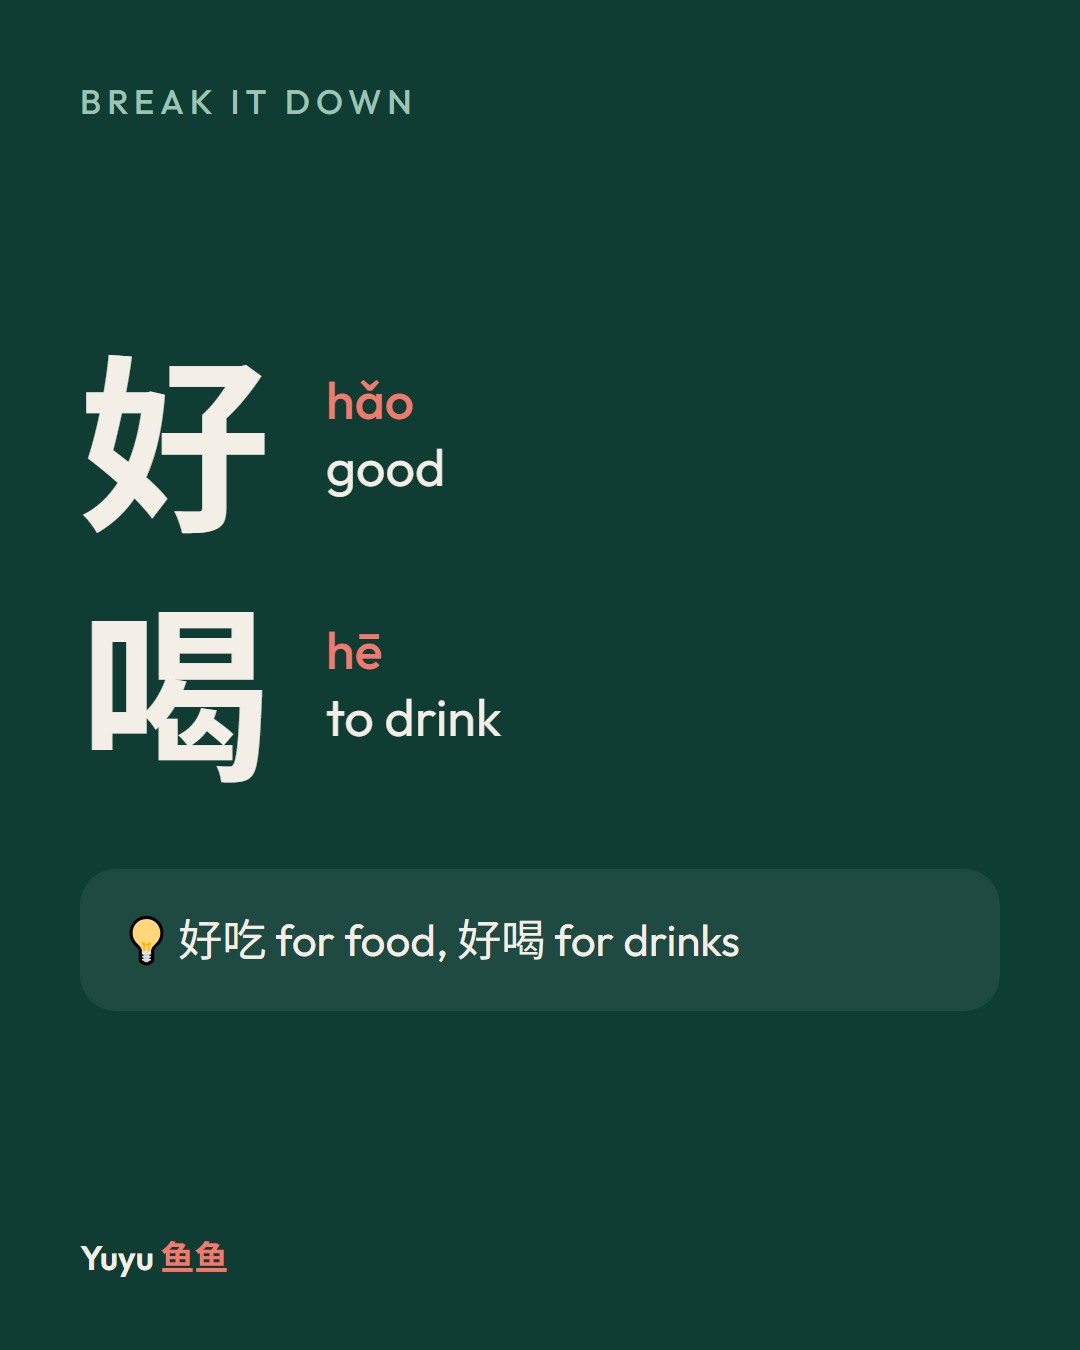 BREAK IT DOWN
好
hǎo
good
喝
hē
to drink
💡 好吃 for food, 好喝 for drinks
Yuyu 鱼鱼